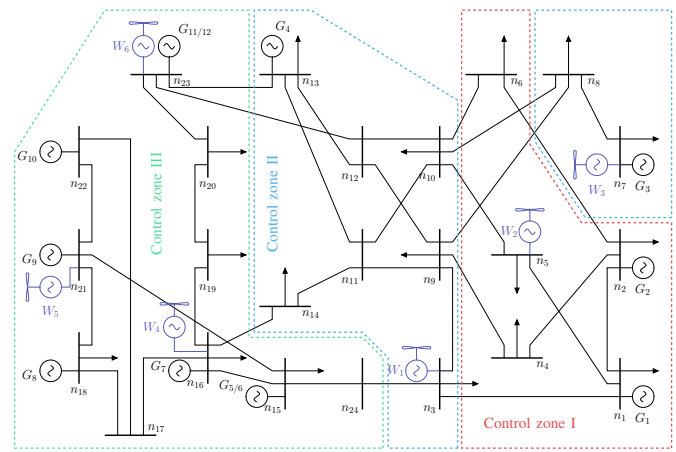 G11/12
G4
W6
n23
n13
n6
n8
G10
n22
Control zone III
n20
Control zone II
n12
n10
W3
n7
G3
G9
n21
W5
n19
n11
n9
W2
n5
n2
G2
W4
n14
G8
n18
G7
n16
G5/6
n15
n24
W1
n3
n4
n1
G1
n17
Control zone I